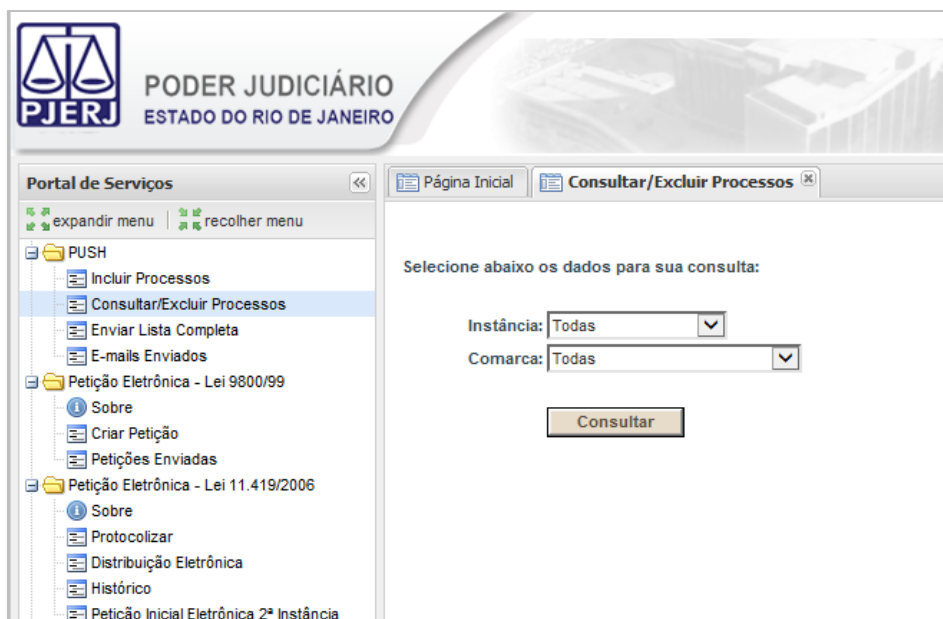 PJERJ
PODER JUDICIÁRIO
ESTADO DO RIO DE JANEIRO
Portal de Serviços
expandir menu
recolher menu
PUSH
Incluir Processos
Consultar/Excluir Processos
Enviar Lista Completa
E-mails Enviados
Petição Eletrônica - Lei 9800/99
Sobre
Criar Petição
Petições Enviadas
Petição Eletrônica - Lei 11.419/2006
Sobre
Protocolizar
Distribuição Eletrônica
Histórico
Petição Inicial Eletrônica 2ª Instância
Página Inicial
Consultar/Excluir Processos
Selecione abaixo os dados para sua consulta:
Instância: Todas
Comarca: Todas
Consultar